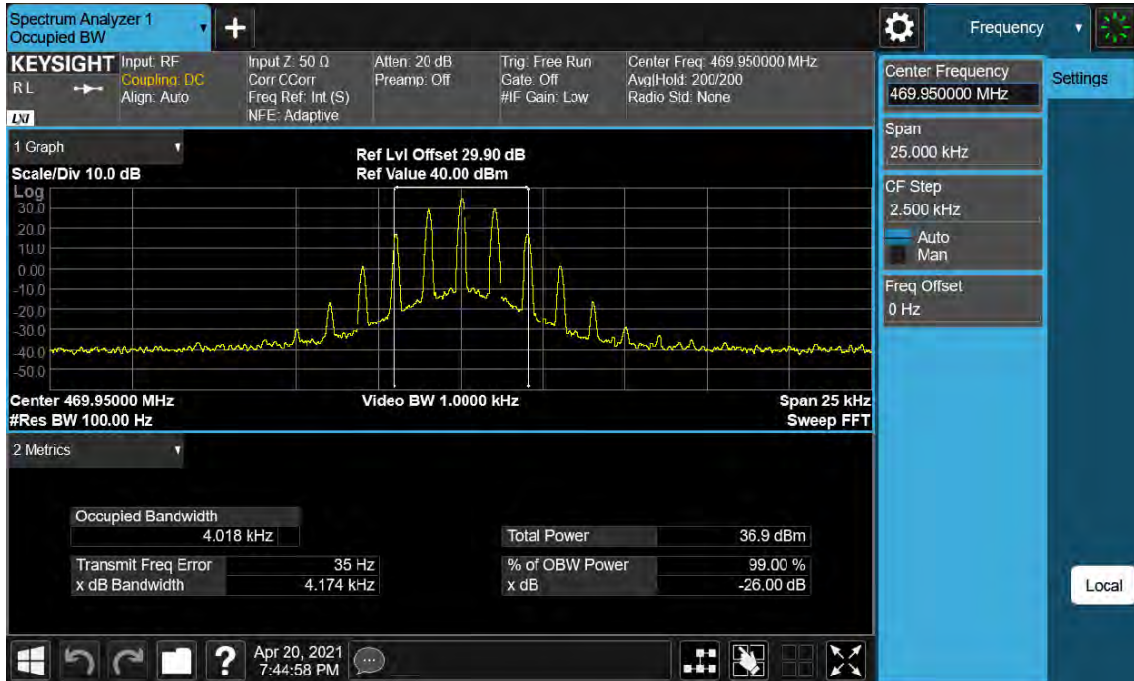 Spectrum Analyzer 1
Occupied BW
Frequency
KEYSIGHT
Input: RF
Coupling: DC
Align: Auto
Input Z: 50 Ω
Corr CCorr
Freq Ref: Int (S)
NFE: Adaptive
Atten: 20 dB
Preamp: Off
Trig: Free Run
Gate: Off
#IF Gain: Low
Center Freq: 469.950000 MHz
Avg|Hold: 200/200
Radio Std: None
R L
LXI
Center Frequency
469.950000 MHz
Settings
Span
25.000 kHz
CF Step
2.500 kHz
Auto
Man
Freq Offset
0 Hz
Local
1 Graph
Scale/Div 10.0 dB
Ref Lvl Offset 29.90 dB
Ref Value 40.00 dBm
Log
30.0
20.0
10.0
0.00
-10.0
-20.0
-30.0
-40.0
-50.0
Center 469.95000 MHz
Video BW 1.0000 kHz
Span 25 kHz
#Res BW 100.00 Hz
Sweep FFT
2 Metrics
Occupied Bandwidth
4.018 kHz
Total Power 36.9 dBm
Transmit Freq Error 35 Hz
% of OBW Power 99.00 %
x dB Bandwidth 4.174 kHz
x dB -26.00 dB
?
Apr 20, 2021
7:44:58 PM